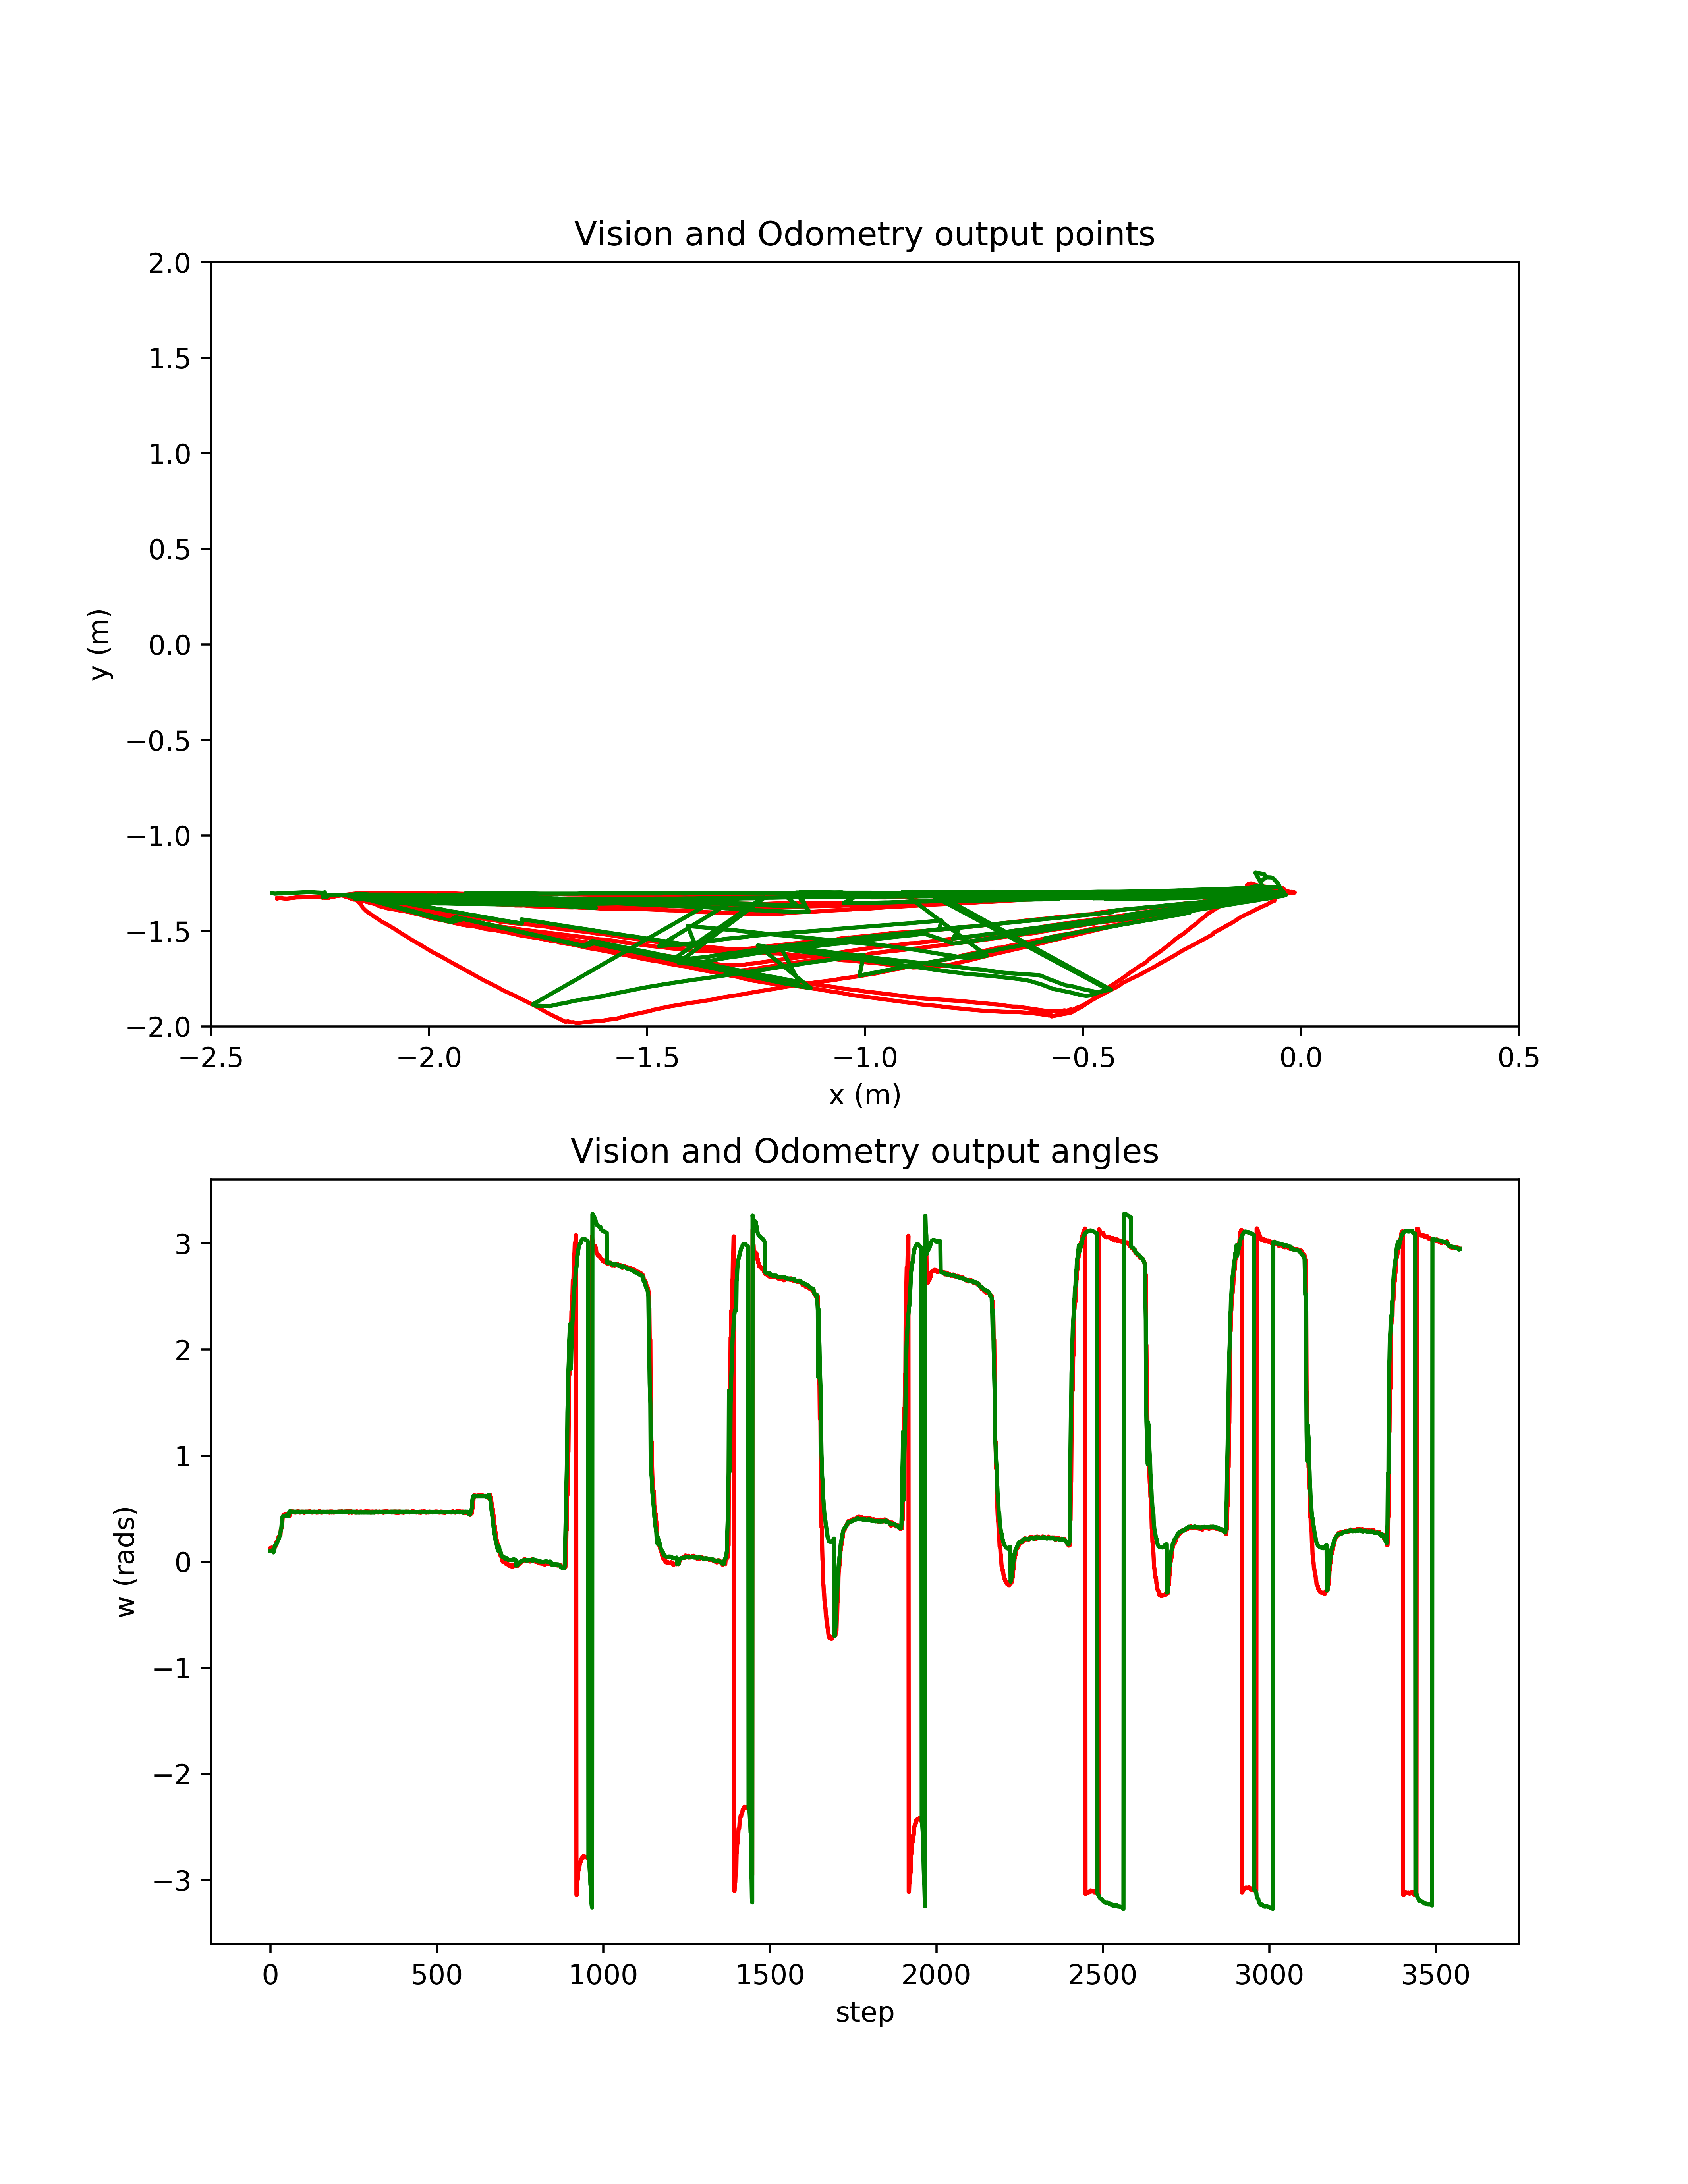 Vision and Odometry output points
2.0
1.5
1.0
0.5
0.0
−0.5
−1.0
−1.5
−2.0
y (m)
−2.5 −2.0 −1.5 −1.0 −0.5 0.0 0.5
x (m)
Vision and Odometry output angles
3
2
1
0
−1
−2
−3
w (rads)
0 500 1000 1500 2000 2500 3000 3500
step